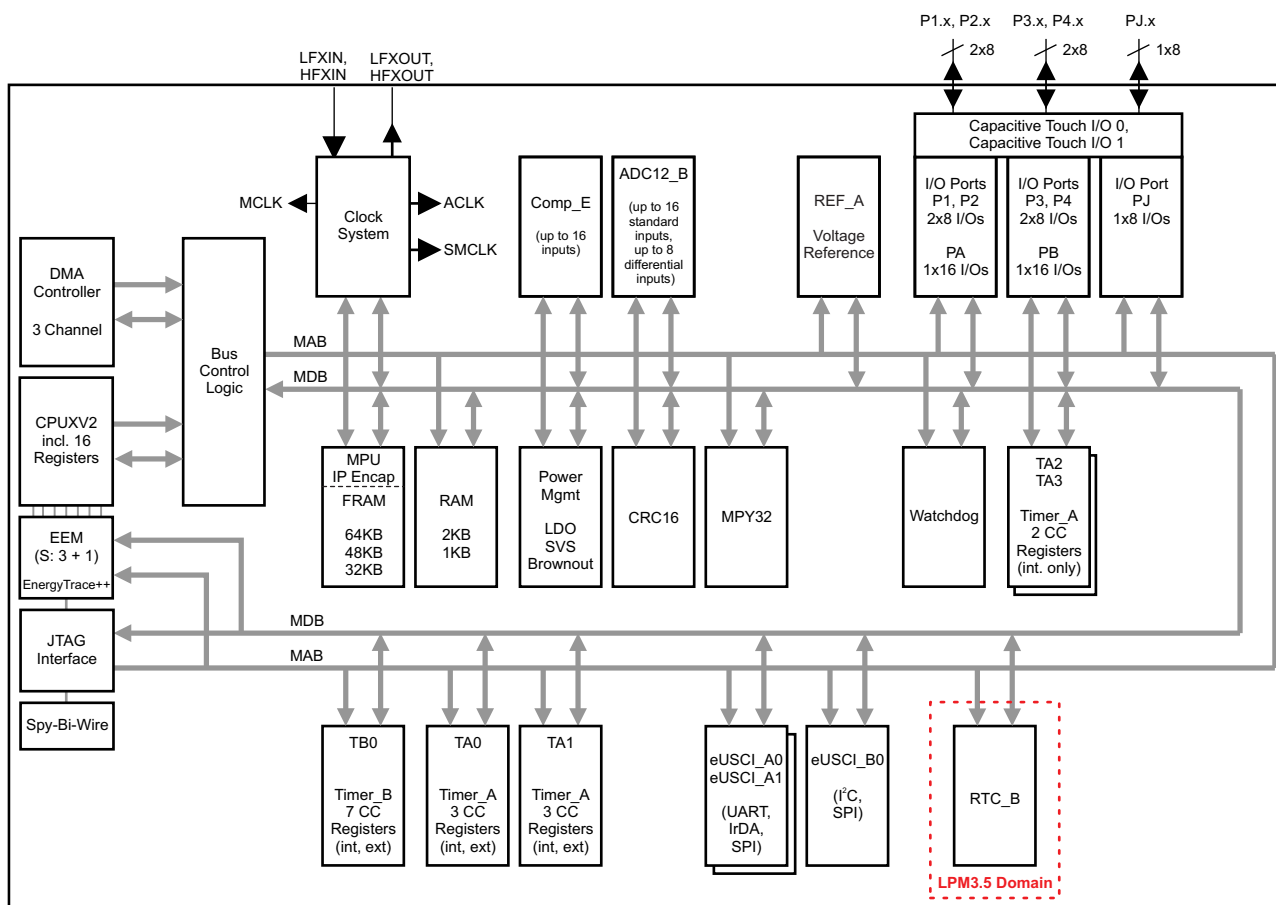 P1.x, P2.x
P3.x, P4.x
PJ.x
2x8
2x8
1x8
LFXIN,
HFXIN
LFXOUT,
HFXOUT
Capacitive Touch I/O 0,
Capacitive Touch I/O 1
MCLK
Clock
System
ACLK
SMCLK
Comp_E
(up to 16
inputs)
ADC12_B
(up to 16
standard
inputs,
up to 8
differential
inputs)
REF_A
Voltage
Reference
I/O Ports
P1, P2
2x8 I/Os
PA
1x16 I/Os
I/O Ports
P3, P4
2x8 I/Os
PB
1x16 I/Os
I/O Port
PJ
1x8 I/Os
DMA
Controller
3 Channel
Bus
Control
Logic
MAB
MDB
CPUXV2
incl. 16
Registers
MPU
IP Encap
FRAM
64KB
48KB
32KB
RAM
2KB
1KB
Power
Mgmt
LDO
SVS
Brownout
CRC16
MPY32
Watchdog
TA2
TA3
Timer_A
2 CC
Registers
(int. only)
EEM
(S: 3 + 1)
EnergyTrace++
JTAG
Interface
MDB
MAB
Spy-Bi-Wire
TB0
Timer_B
7 CC
Registers
(int, ext)
TA0
Timer_A
3 CC
Registers
(int, ext)
TA1
Timer_A
3 CC
Registers
(int, ext)
eUSCI_A0
eUSCI_A1
(UART,
IrDA,
SPI)
eUSCI_B0
(I²C,
SPI)
RTC_B
LPM3.5 Domain